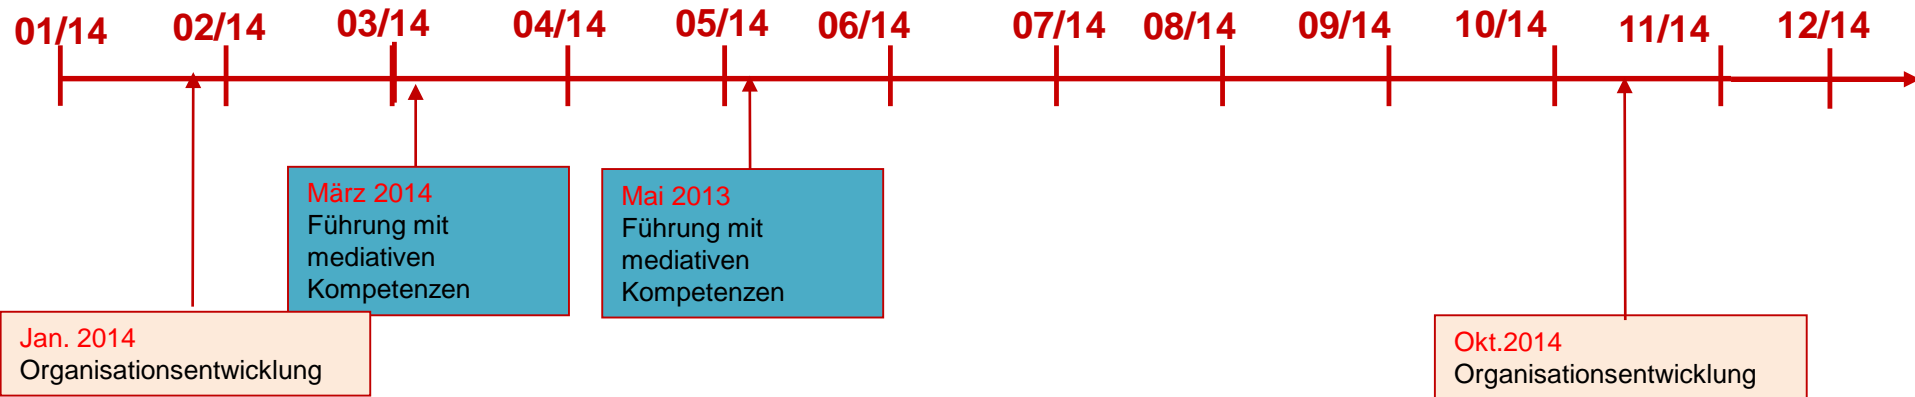 01/14 02/14 03/14 04/14 05/14 06/14 07/14 08/14 09/14 10/14 11/14 12/14
März 2014
Führung mit
mediativen
Kompetenzen
Mai 2013
Führung mit
mediativen
Kompetenzen
Jan. 2014
Organisationsentwicklung
Okt.2014
Organisationsentwicklung